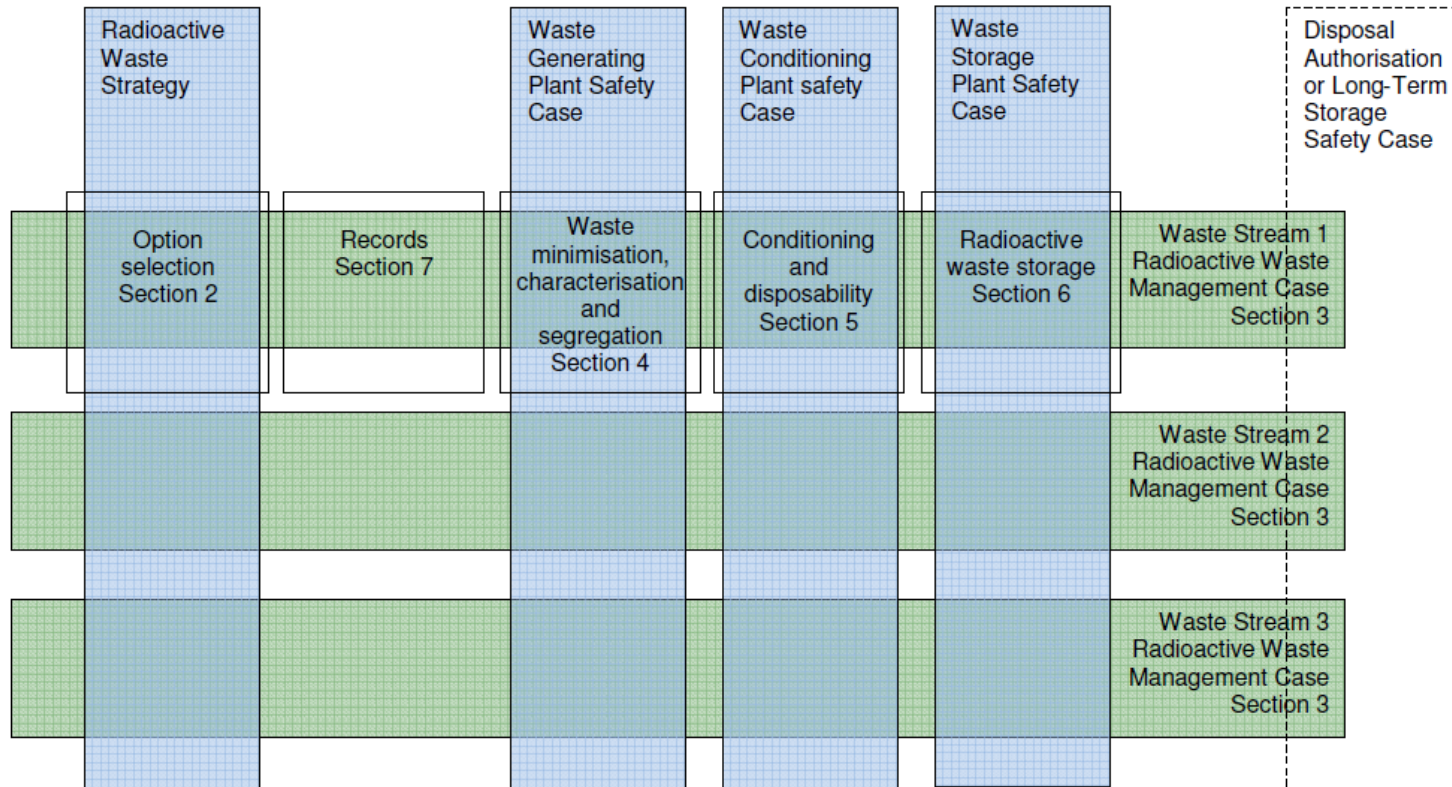 Radioactive
Waste
Strategy
Waste
Generating
Plant Safety
Case
Waste
Conditioning
Plant safety
Case
Waste
Storage
Plant Safety
Case
Disposal
Authorisation
or Long-Term
Storage
Safety Case
Option
selection
Section 2
Records
Section 7
Waste
minimisation,
characterisation
and
segregation
Section 4
Conditioning
and
disposability
Section 5
Radioactive
waste storage
Section 6
Waste Stream 1
Radioactive Waste
Management Case
Section 3
Waste Stream 2
Radioactive Waste
Management Case
Section 3
Waste Stream 3
Radioactive Waste
Management Case
Section 3